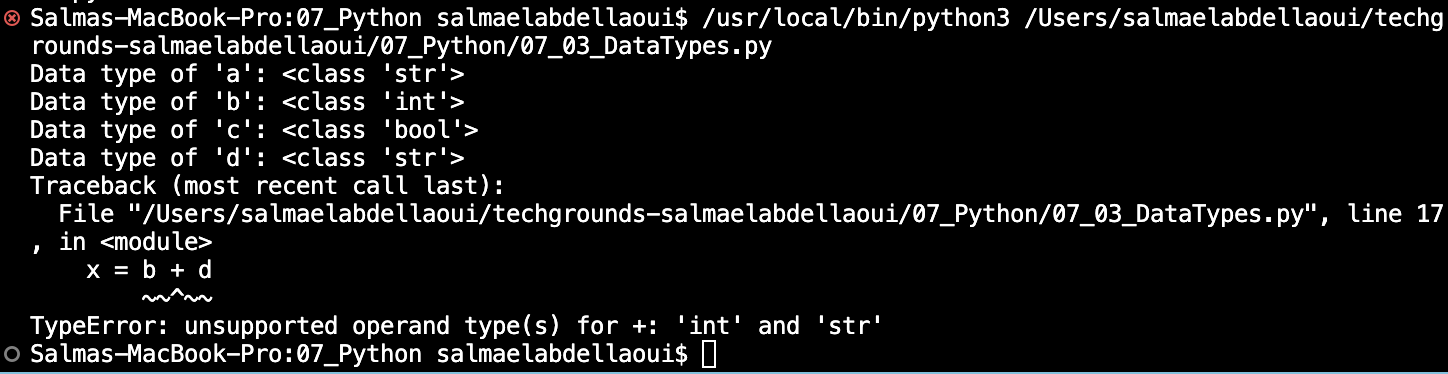 Salmas-MacBook-Pro:07_Python salmaelabdellaoui$ /usr/local/bin/python3 /Users/salmaelabdellaoui/techg
rounds-salmaelabdellaoui/07_Python/07_03_DataTypes.py
Data type of 'a': <class 'str'>
Data type of 'b': <class 'int'>
Data type of 'c': <class 'bool'>
Data type of 'd': <class 'str'>
Traceback (most recent call last):
  File "/Users/salmaelabdellaoui/techgrounds-salmaelabdellaoui/07_Python/07_03_DataTypes.py", line 17
, in <module>
    x = b + d
        ~~^~~
TypeError: unsupported operand type(s) for +: 'int' and 'str'
Salmas-MacBook-Pro:07_Python salmaelabdellaoui$